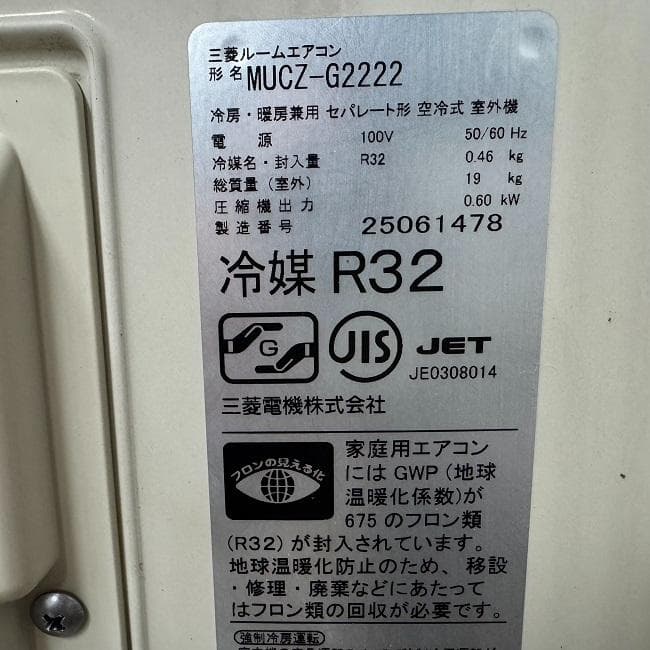 三菱ルームエアコン
形名 MUCZ-G2222
冷房・暖房兼用 セパレート形 空冷式 室外機
電源 100V 50/60 Hz
冷媒名・封入量 R32 0.46 kg
総質量（室外） 19 kg
圧縮機出力 0.60 kW
製造番号 25061478
冷媒 R32
G JIS JET
JE0308014
三菱電機株式会社
フロンの見える化
家庭用エアコン
には GWP（地球
温暖化係数)が
675 のフロン類
(R32) が封入されています。
地球温暖化防止のため、移設
・修理・廃棄などにあたって
はフロン類の回収が必要です。
強制冷房運転